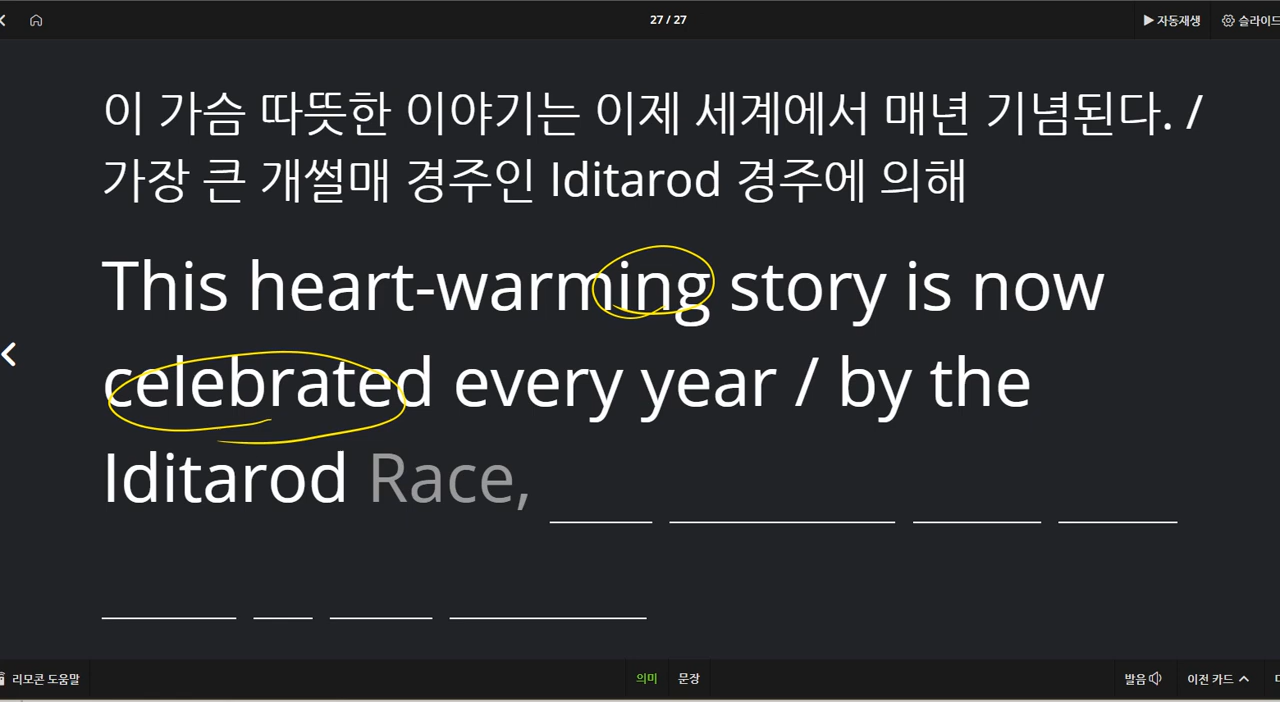 27 / 27
자동재생
슬라이드
이 가슴 따뜻한 이야기는 이제 세계에서 매년 기념된다. /
가장 큰 개썰매 경주인 Iditarod 경주에 의해
This heart-warming story is now
celebrated every year / by the
Iditarod Race,
리모콘 도움말
의미
문장
발음
이전 카드